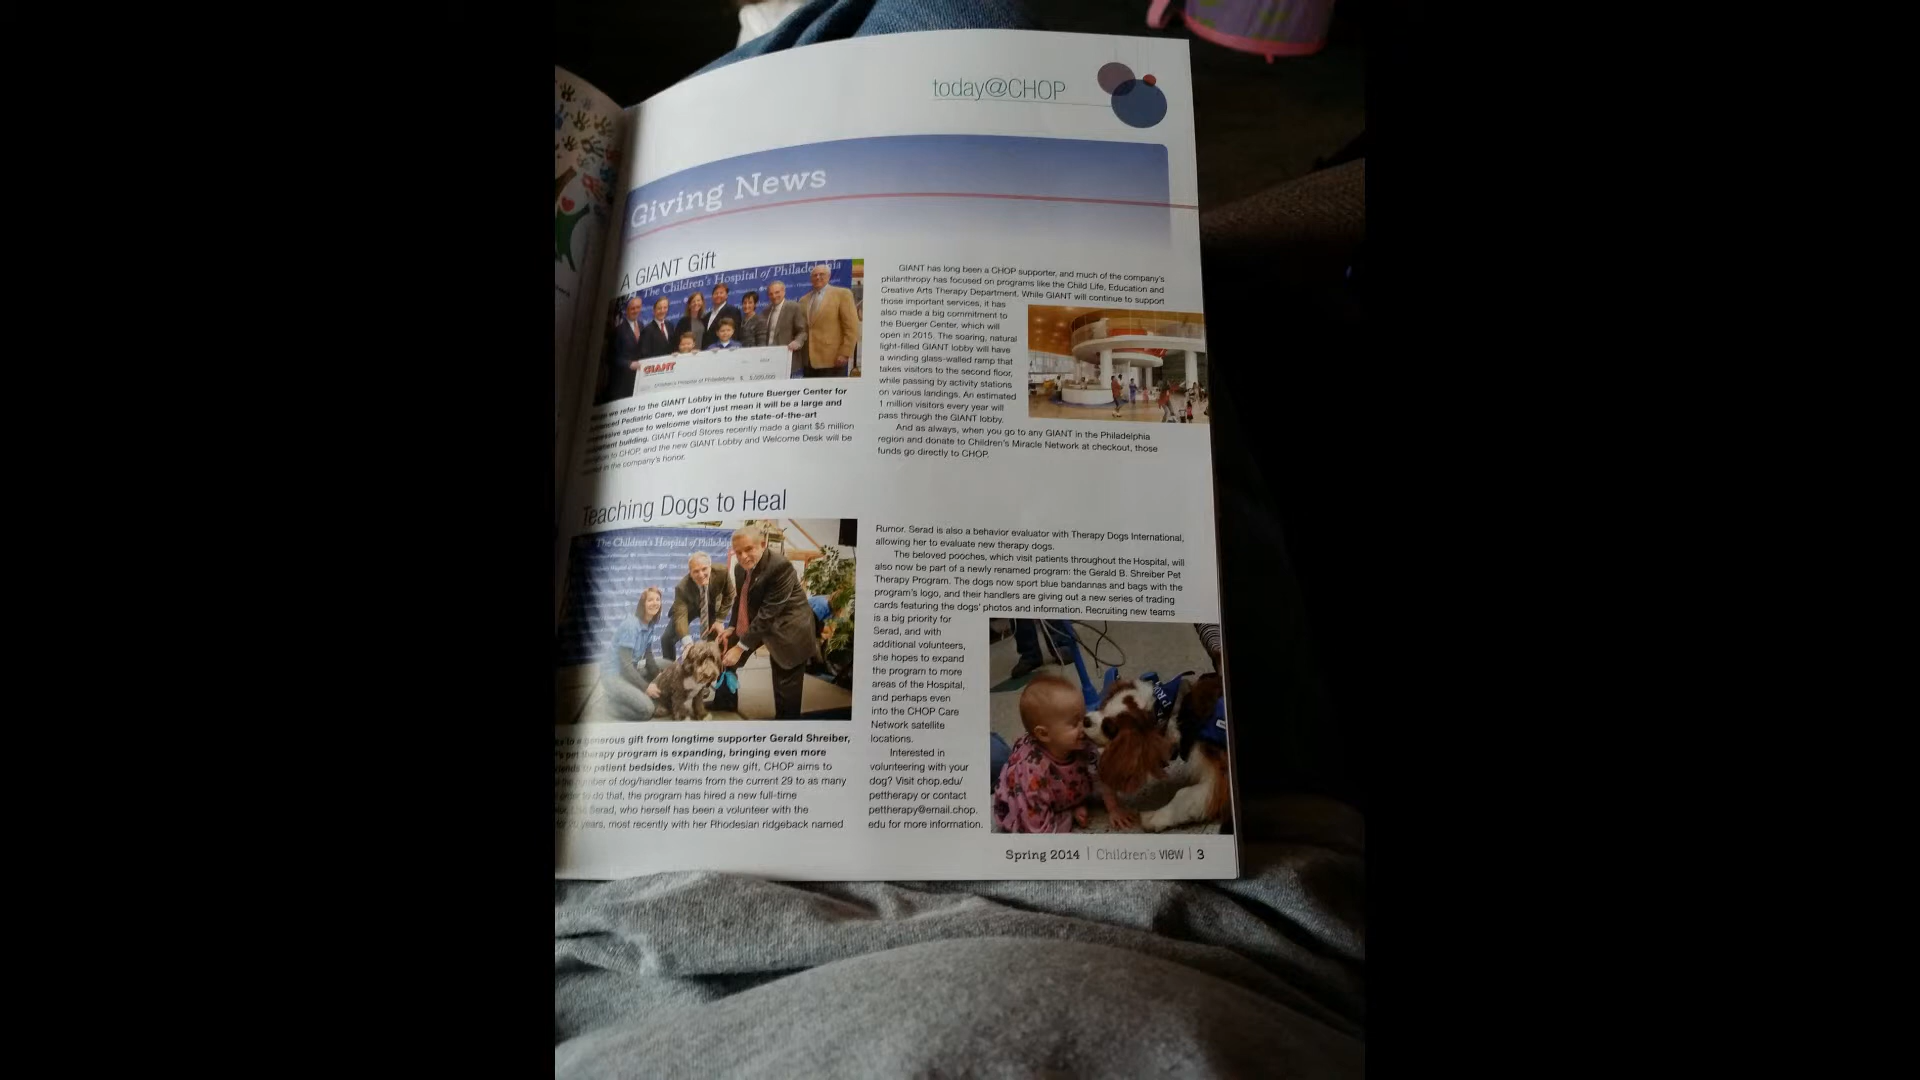 today@CHOP
Giving News
A GIANT Gift
The Children's Hospital of Philadelphia
GIANT
Children's Hospital of Philadelphia $ 5,000,000
we refer to the GIANT Lobby in the future Buerger Center for
Pediatric Care, we don't just mean it will be a large and
space to welcome visitors to the state-of-the-art
building. GIANT Food Stores recently made a giant $5 million
to CHOP, and the new GIANT Lobby and Welcome Desk will be
in the company's honor.
GIANT has long been a CHOP supporter, and much of the company's
philanthropy has focused on programs like the Child Life, Education and
Creative Arts Therapy Department. While GIANT will continue to support
those important services, it has
also made a big commitment to
the Buerger Center, which will
open in 2015. The soaring, natural
light-filled GIANT lobby will have
a winding glass-walled ramp that
takes visitors to the second floor,
while passing by activity stations
on various landings. An estimated
1 million visitors every year will
pass through the GIANT lobby.
And as always, when you go to any GIANT in the Philadelphia
region and donate to Children's Miracle Network at checkout, those
funds go directly to CHOP.
Teaching Dogs to Heal
The Children's Hospital of Philadelp
generous gift from longtime supporter Gerald Shreiber,
pet therapy program is expanding, bringing even more
to patient bedsides. With the new gift, CHOP aims to
of dog/handler teams from the current 29 to as many
to do that, the program has hired a new full-time
Serad, who herself has been a volunteer with the
years, most recently with her Rhodesian ridgeback named
Rumor. Serad is also a behavior evaluator with Therapy Dogs International,
allowing her to evaluate new therapy dogs.
The beloved pooches, which visit patients throughout the Hospital, will
also now be part of a newly renamed program: the Gerald B. Shreiber Pet
Therapy Program. The dogs now sport blue bandannas and bags with the
program's logo, and their handlers are giving out a new series of trading
cards featuring the dogs' photos and information. Recruiting new teams
is a big priority for
Serad, and with
additional volunteers,
she hopes to expand
the program to more
areas of the Hospital,
and perhaps even
into the CHOP Care
Network satellite
locations.
Interested in
volunteering with your
dog? Visit chop.edu/
pettherapy or contact
pettherapy@email.chop.
edu for more information.
Spring 2014 | Children's view | 3